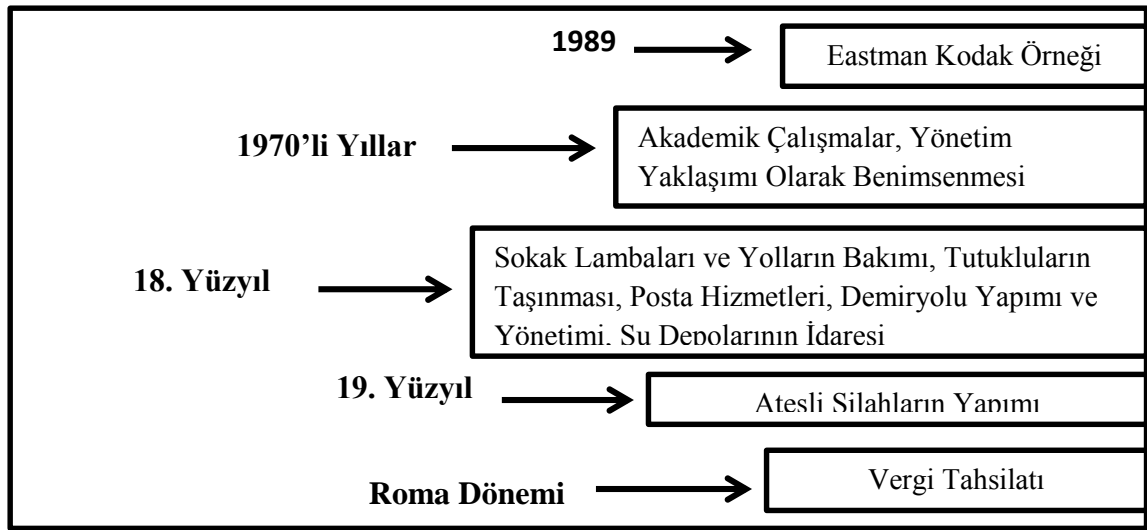 1989
Eastman Kodak Örneği
1970’li Yıllar
Akademik Çalışmalar, Yönetim
Yaklaşımı Olarak Benimsenmesi
18. Yüzyıl
Sokak Lambaları ve Yolların Bakımı, Tutukluların
Taşınması, Posta Hizmetleri, Demiryolu Yapımı ve
Yönetimi, Su Depolarının İdaresi
19. Yüzyıl
Ateşli Silahların Yapımı
Roma Dönemi
Vergi Tahsilatı